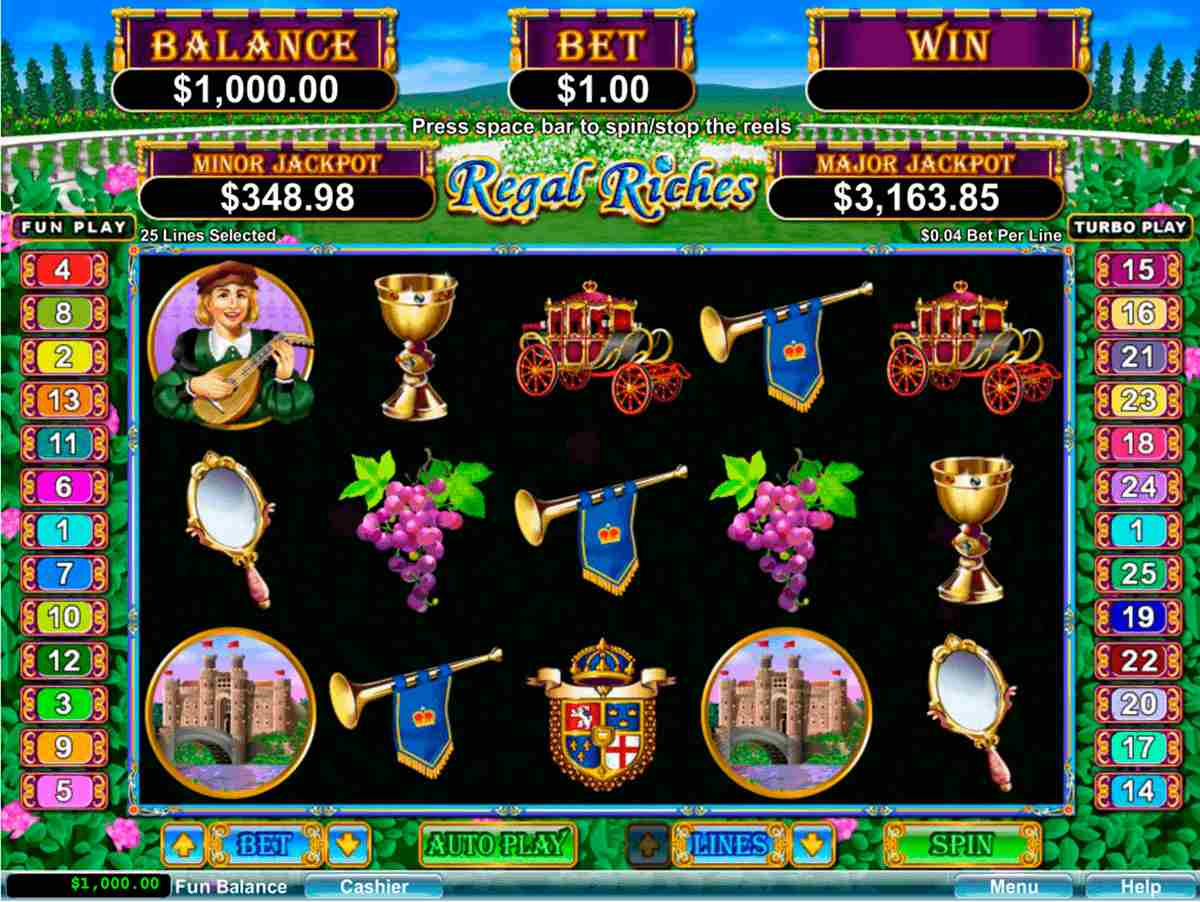 BALANCE BET WIN
$1,000.00 $1.00
Press space bar to spin/stop the reels
MINOR JACKPOT Regal Riches MAJOR JACKPOT
$348.98 $3,163.85
FUN PLAY 25 Lines Selected $0.04 Bet Per Line TURBO PLAY
4 15
8 16
2 21
13 23
11 18
6 24
1 1
7 25
10 19
12 22
3 20
9 17
5 14
BET AUTO PLAY LINES SPIN
$1,000.00 Fun Balance Cashier Menu Help